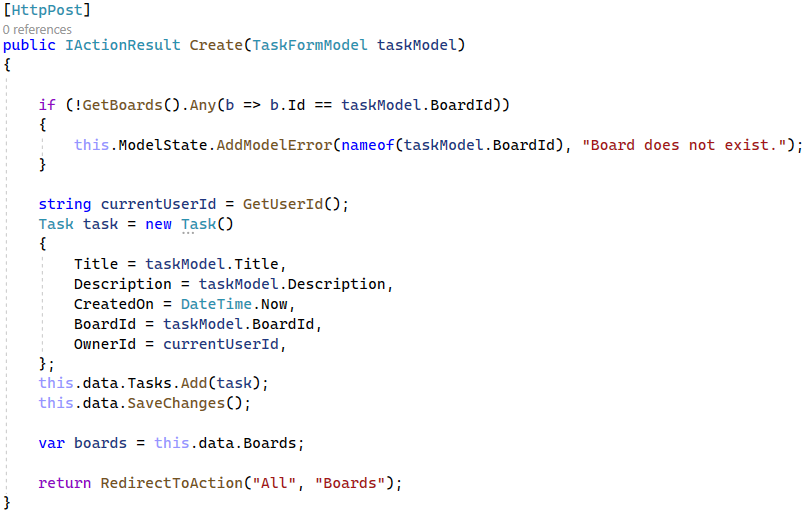 [HttpPost]
0 references
public IActionResult Create(TaskFormModel taskModel)
{
if (!GetBoards().Any(b => b.Id == taskModel.BoardId))
{
this.ModelState.AddModelError(nameof(taskModel.BoardId), "Board does not exist.");
}
string currentUserId = GetUserId();
Task task = new Task()
{
Title = taskModel.Title,
Description = taskModel.Description,
CreatedOn = DateTime.Now,
BoardId = taskModel.BoardId,
OwnerId = currentUserId,
};
this.data.Tasks.Add(task);
this.data.SaveChanges();
var boards = this.data.Boards;
return RedirectToAction("All", "Boards");
}